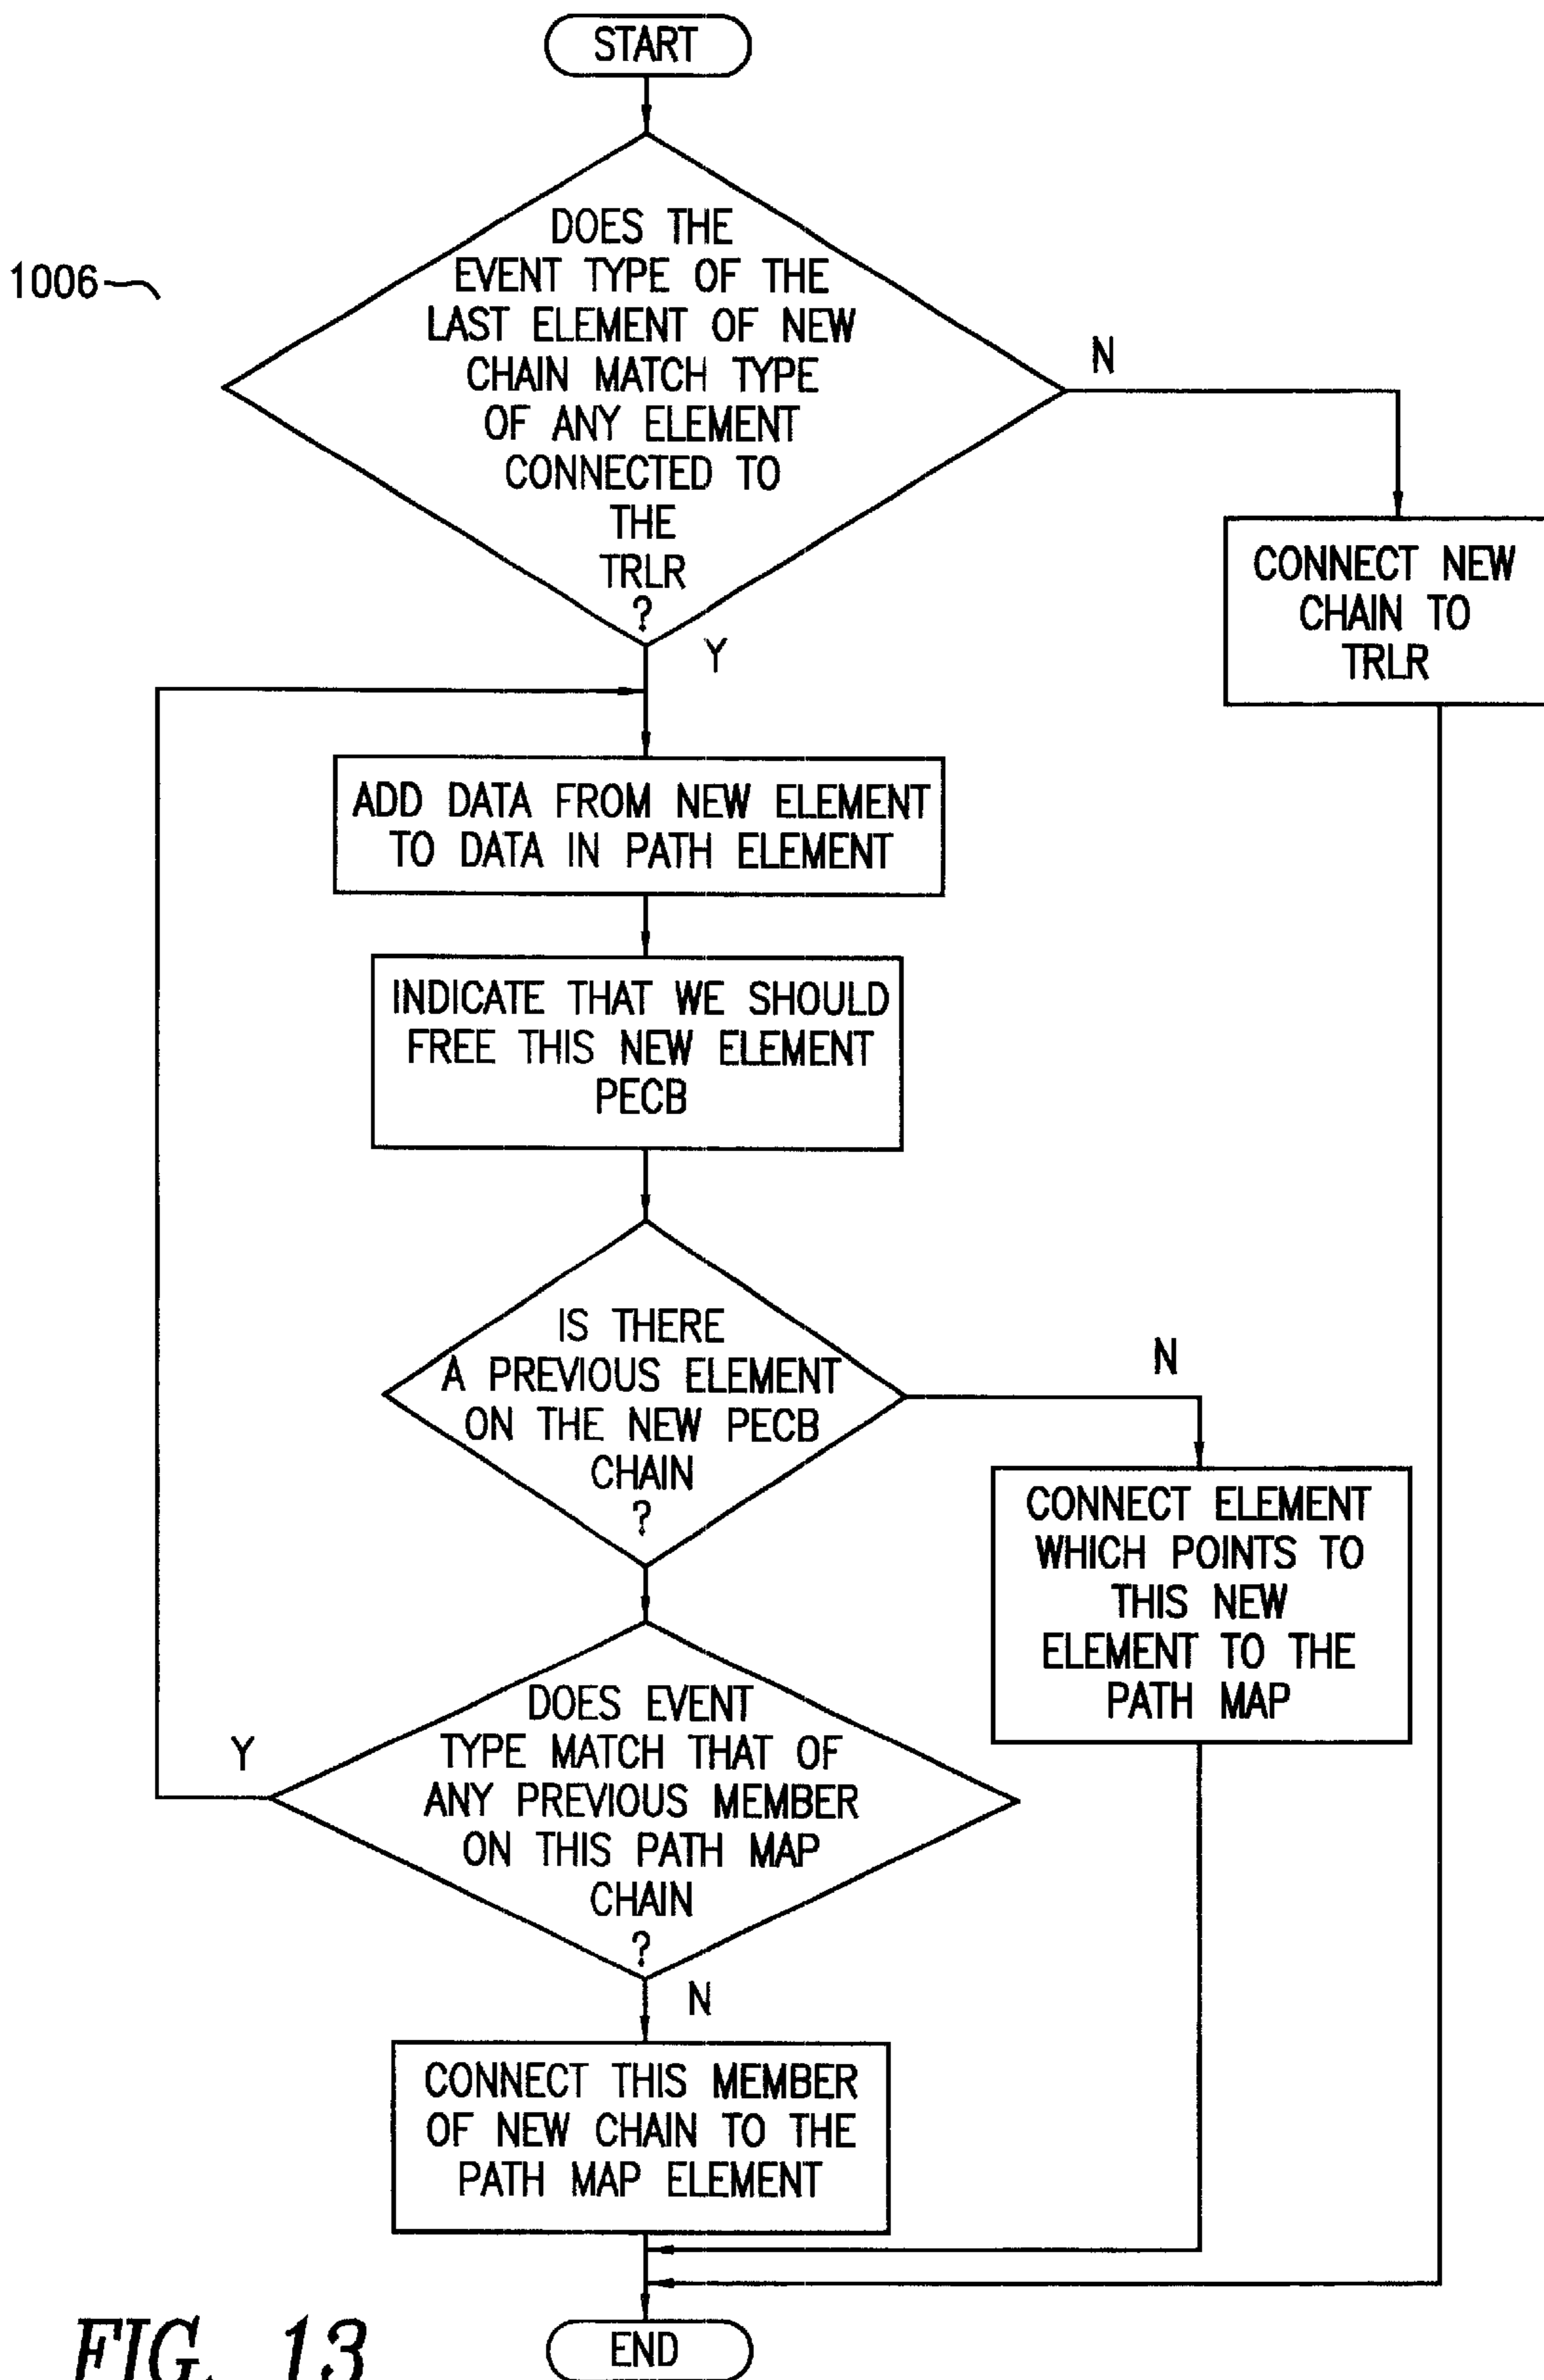 START
DOES THE
EVENT TYPE OF THE
LAST ELEMENT OF NEW
CHAIN MATCH TYPE
OF ANY ELEMENT
CONNECTED TO
THE
TRLR
?
1006
N
CONNECT NEW
CHAIN TO
TRLR
Y
ADD DATA FROM NEW ELEMENT
TO DATA IN PATH ELEMENT
INDICATE THAT WE SHOULD
FREE THIS NEW ELEMENT
PECB
IS THERE
A PREVIOUS ELEMENT
ON THE NEW PECB
CHAIN
?
N
CONNECT ELEMENT
WHICH POINTS TO
THIS NEW
ELEMENT TO THE
PATH MAP
DOES EVENT
TYPE MATCH THAT OF
ANY PREVIOUS MEMBER
ON THIS PATH MAP
CHAIN
?
Y
N
CONNECT THIS MEMBER
OF NEW CHAIN TO THE
PATH MAP ELEMENT
END
FIG. 13